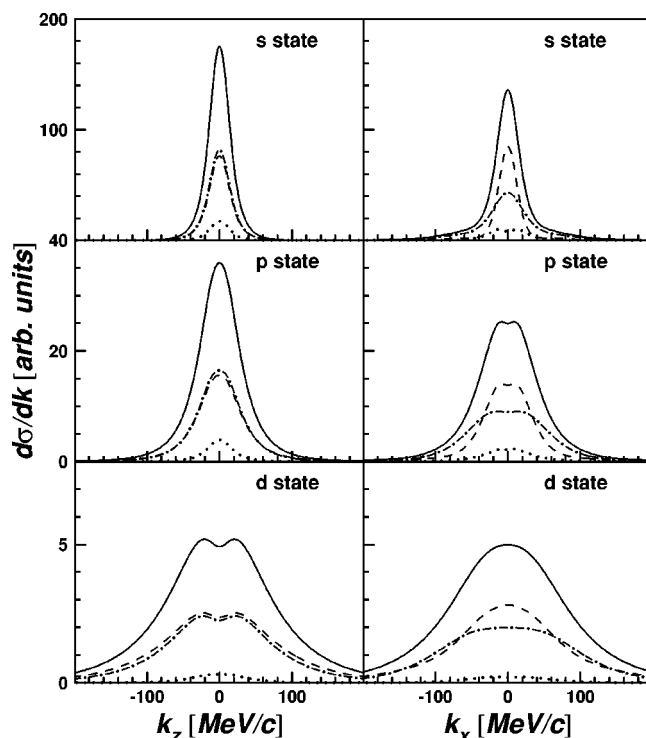 200
s state
s state
100
40
p state
p state
20
dσ/dk [arb. units]
0
d state
d state
5
0
-100 0 100
-100 0 100
k_z [MeV/c]
k_x [MeV/c]